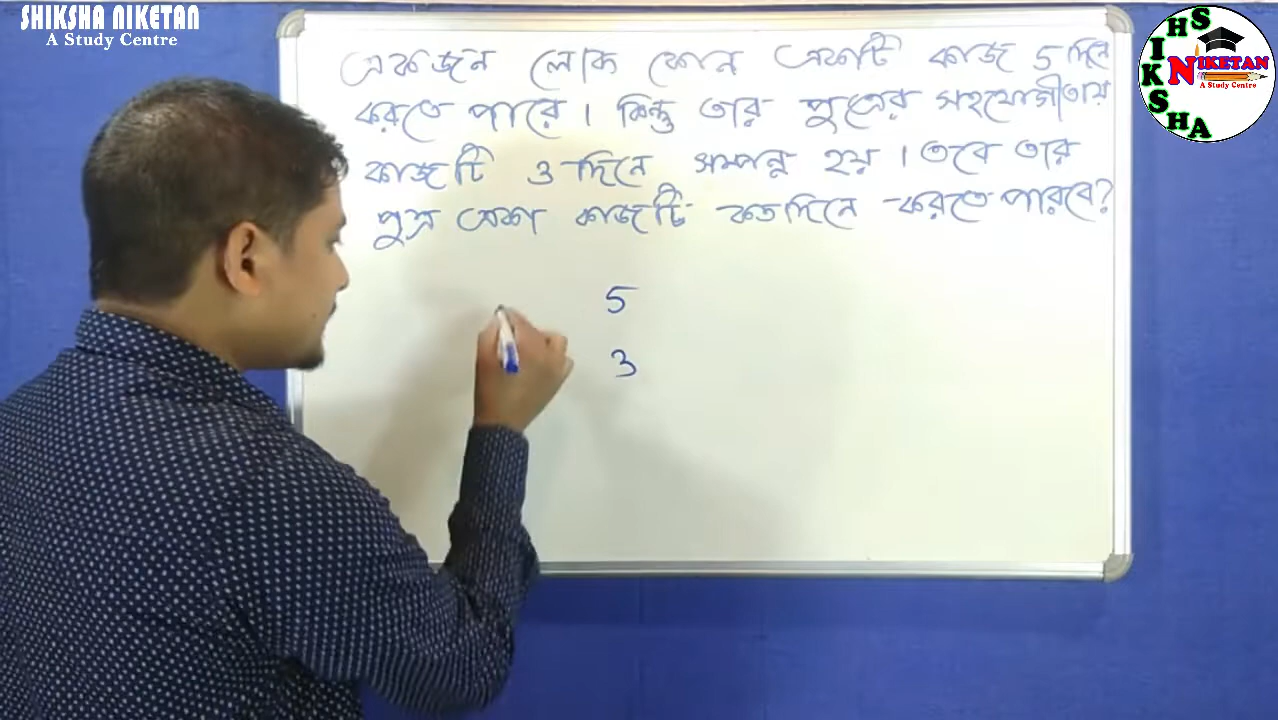 SHIKSHA NIKETAN
A Study Centre
একজন লোক কোন একটি কাজ 5 দিনে
করতে পারে। কিন্তু তার পুত্রের সহযোগীতায়
কাজটি 3 দিনে সম্পন্ন হয়। তবে তার
পুত্র একা কাজটি কতদিনে করতে পারবে?
5
3
SHIKSHA
NIKETAN
A Study Centre